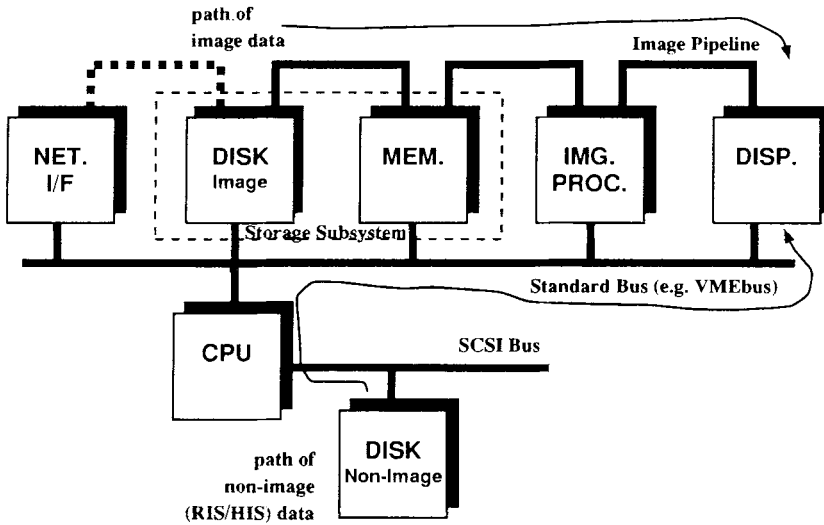 path of
image data
Image Pipeline
NET.
I/F
DISK
Image
MEM.
IMG.
PROC.
DISP.
Storage Subsystem
Standard Bus (e.g. VMEbus)
CPU
SCSI Bus
DISK
Non-Image
path of
non-image
(RIS/HIS) data